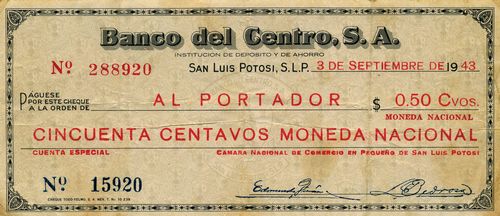 Banco del Centro, S. A.
INSTITUCION DE DEPOSITO Y DE AHORRO
Nº 288920
SAN LUIS POTOSI, S.L.P. 3 DE SEPTIEMBRE DE 1943.
PÁGUESE
POR ESTE CHEQUE
A LA ORDEN DE
AL PORTADOR $ 0.50 CVOS.
MONEDA NACIONAL
CINCUENTA CENTAVOS MONEDA NACIONAL
CUENTA ESPECIAL CÁMARA NACIONAL DE COMERCIO EN PEQUEÑO DE SAN LUIS POTOSI
Nº 15920